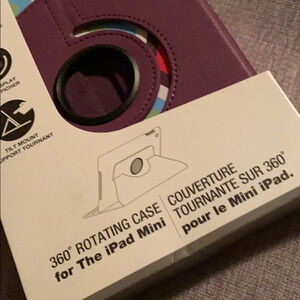 TILT MOUNT
SUPPORT TOURNANT
360° ROTATING CASE
for The iPad Mini
COUVERTURE
TOURNANTE SUR 360°
pour le Mini iPad.